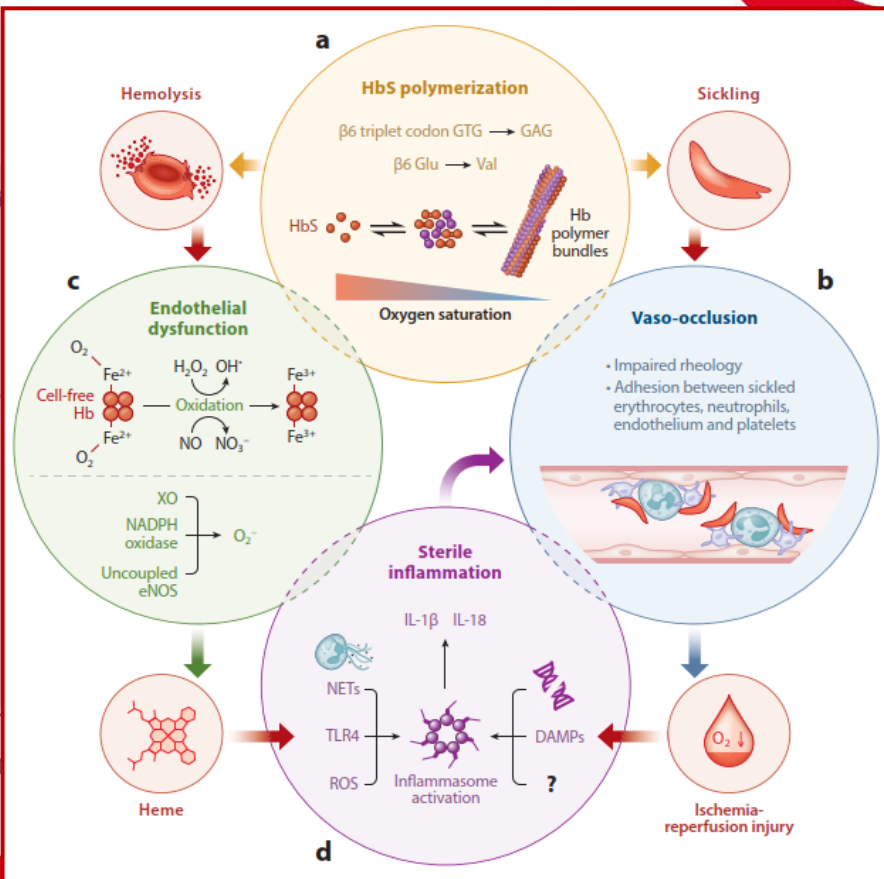 a
HbS polymerization
β6 triplet codon GTG → GAG
β6 Glu → Val
HbS
Hb
polymer
bundles
Oxygen saturation
Hemolysis
Sickling
c
Endothelial
dysfunction
O₂
Fe²⁺
Cell-free
Hb
Fe²⁺
O₂
H₂O₂ OH•
Oxidation
NO NO₃⁻
Fe³⁺
Fe³⁺
XO
NADPH
oxidase
Uncoupled
eNOS
O₂⁻
b
Vaso-occlusion
• Impaired rheology
• Adhesion between sickled
erythrocytes, neutrophils,
endothelium and platelets
Sterile
inflammation
IL-1β IL-18
NETs
TLR4
ROS
Inflammasome
activation
DAMPs
?
d
Heme
O₂ ↓
Ischemia-
reperfusion injury